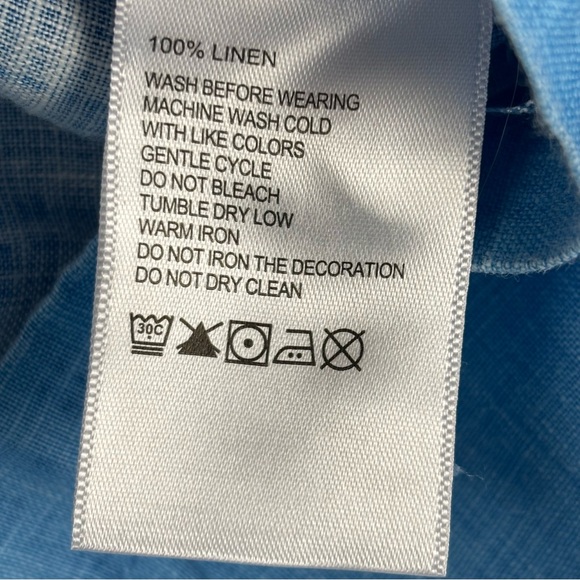 100% LINEN
WASH BEFORE WEARING
MACHINE WASH COLD
WITH LIKE COLORS
GENTLE CYCLE
DO NOT BLEACH
TUMBLE DRY LOW
WARM IRON
DO NOT IRON THE DECORATION
DO NOT DRY CLEAN
30C